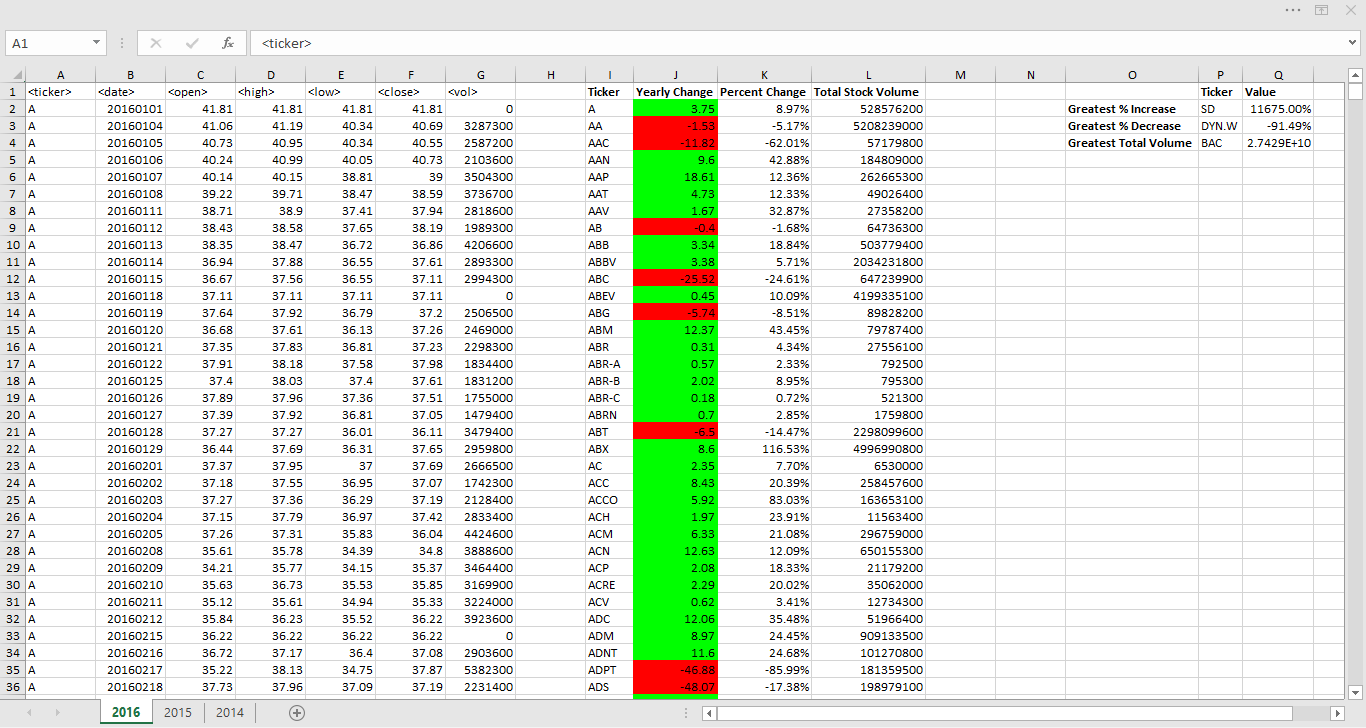 A1 fx <ticker>
A B C D E F G H I J K L M N O P Q
1 <ticker> <date> <open> <high> <low> <close> <vol> Ticker Yearly Change Percent Change Total Stock Volume Ticker Value
2 A 20160101 41.81 41.81 41.81 41.81 0 A 3.75 8.97% 528576200 Greatest % Increase SD 11675.00%
3 A 20160104 41.06 41.19 40.34 40.69 3287300 AA -1.53 -5.17% 5208239000 Greatest % Decrease DYN.W -91.49%
4 A 20160105 40.73 40.95 40.34 40.55 2587200 AAC -11.82 -62.01% 57179800 Greatest Total Volume BAC 2.7429E+10
5 A 20160106 40.24 40.99 40.05 40.73 2103600 AAN 9.6 42.88% 184809000
6 A 20160107 40.14 40.15 38.81 39 3504300 AAP 18.61 12.36% 262665300
7 A 20160108 39.22 39.71 38.47 38.59 3736700 AAT 4.73 12.33% 49026400
8 A 20160111 38.71 38.9 37.41 37.94 2818600 AAV 1.67 32.87% 27358200
9 A 20160112 38.43 38.58 37.65 38.19 1989300 AB -0.4 -1.68% 64736300
10 A 20160113 38.35 38.47 36.72 36.86 4206600 ABB 3.34 18.84% 503779400
11 A 20160114 36.94 37.88 36.55 37.61 2893300 ABBV 3.38 5.71% 2034231800
12 A 20160115 36.67 37.56 36.55 37.11 2994300 ABC -25.52 -24.61% 647239900
13 A 20160118 37.11 37.11 37.11 37.11 0 ABEV 0.45 10.09% 4199335100
14 A 20160119 37.64 37.92 36.79 37.2 2506500 ABG -5.74 -8.51% 89828200
15 A 20160120 36.68 37.61 36.13 37.26 2469000 ABM 12.37 43.45% 79787400
16 A 20160121 37.35 37.83 36.81 37.23 2298300 ABR 0.31 4.34% 27556100
17 A 20160122 37.91 38.18 37.58 37.98 1834400 ABR-A 0.57 2.33% 792500
18 A 20160125 37.4 38.03 37.4 37.61 1831200 ABR-B 2.02 8.95% 795300
19 A 20160126 37.89 37.96 37.36 37.51 1755000 ABR-C 0.18 0.72% 521300
20 A 20160127 37.39 37.92 36.81 37.05 1479400 ABRN 0.7 2.85% 1759800
21 A 20160128 37.27 37.27 36.01 36.11 3479400 ABT -6.5 -14.47% 2298099600
22 A 20160129 36.44 37.69 36.31 37.65 2959800 ABX 8.6 116.53% 4996990800
23 A 20160201 37.37 37.95 37 37.69 2666500 AC 2.35 7.70% 6530000
24 A 20160202 37.18 37.55 36.95 37.07 1742300 ACC 8.43 20.39% 258457600
25 A 20160203 37.27 37.36 36.29 37.19 2128400 ACCO 5.92 83.03% 163653100
26 A 20160204 37.15 37.79 36.97 37.42 2833400 ACH 1.97 23.91% 11563400
27 A 20160205 37.26 37.31 35.83 36.04 4424600 ACM 6.33 21.08% 296759000
28 A 20160208 35.61 35.78 34.39 34.8 3888600 ACN 12.63 12.09% 650155300
29 A 20160209 34.21 35.77 34.15 35.37 3464400 ACP 2.08 18.33% 21179200
30 A 20160210 35.63 36.73 35.53 35.85 3169900 ACRE 2.29 20.02% 35062000
31 A 20160211 35.12 35.61 34.94 35.33 3224000 ACV 0.62 3.41% 12734300
32 A 20160212 35.84 36.23 35.52 36.22 3923600 ADC 12.06 35.48% 51966400
33 A 20160215 36.22 36.22 36.22 36.22 0 ADM 8.97 24.45% 909133500
34 A 20160216 36.72 37.17 36.4 37.08 2903600 ADNT 11.6 24.68% 101270800
35 A 20160217 35.22 38.13 34.75 37.87 5382300 ADPT -46.88 -85.99% 181359500
36 A 20160218 37.73 37.96 37.09 37.19 2231400 ADS -48.07 -17.38% 198979100
2016 2015 2014